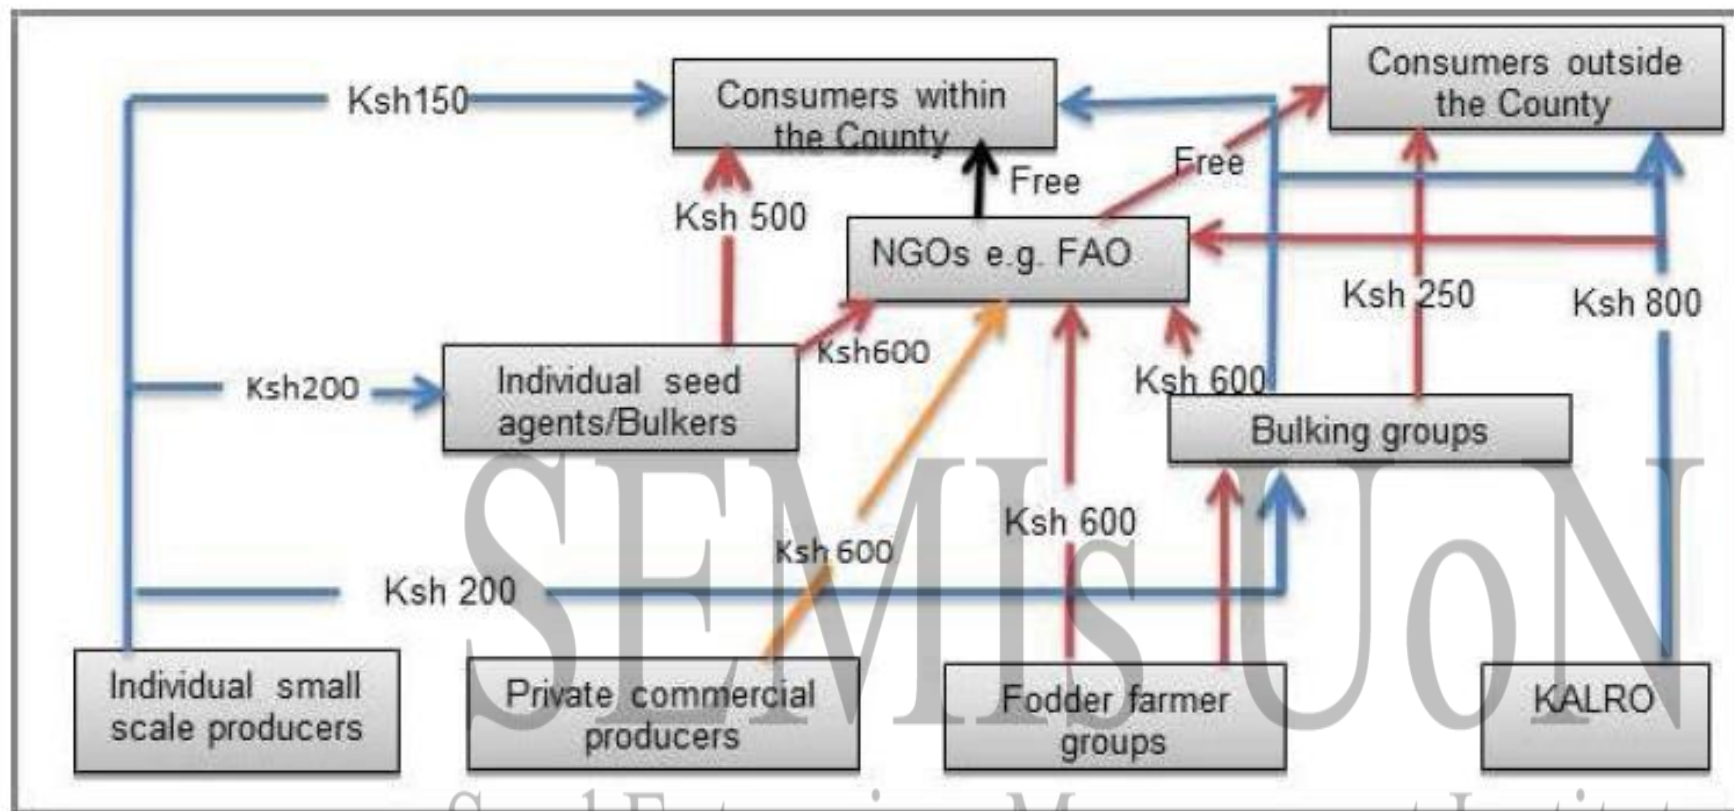 Consumers outside
the County
Ksh150
Consumers within
the County
Free
Free
Ksh 500
NGOs e.g. FAO
Ksh 250
Ksh 800
Ksh600
Ksh200
Individual seed
agents/Bulkers
Ksh 600
Bulking groups
Ksh 600
Ksh 600
Ksh 200
SEMIs UoN
Individual small
scale producers
Private commercial
producers
Fodder farmer
groups
KALRO